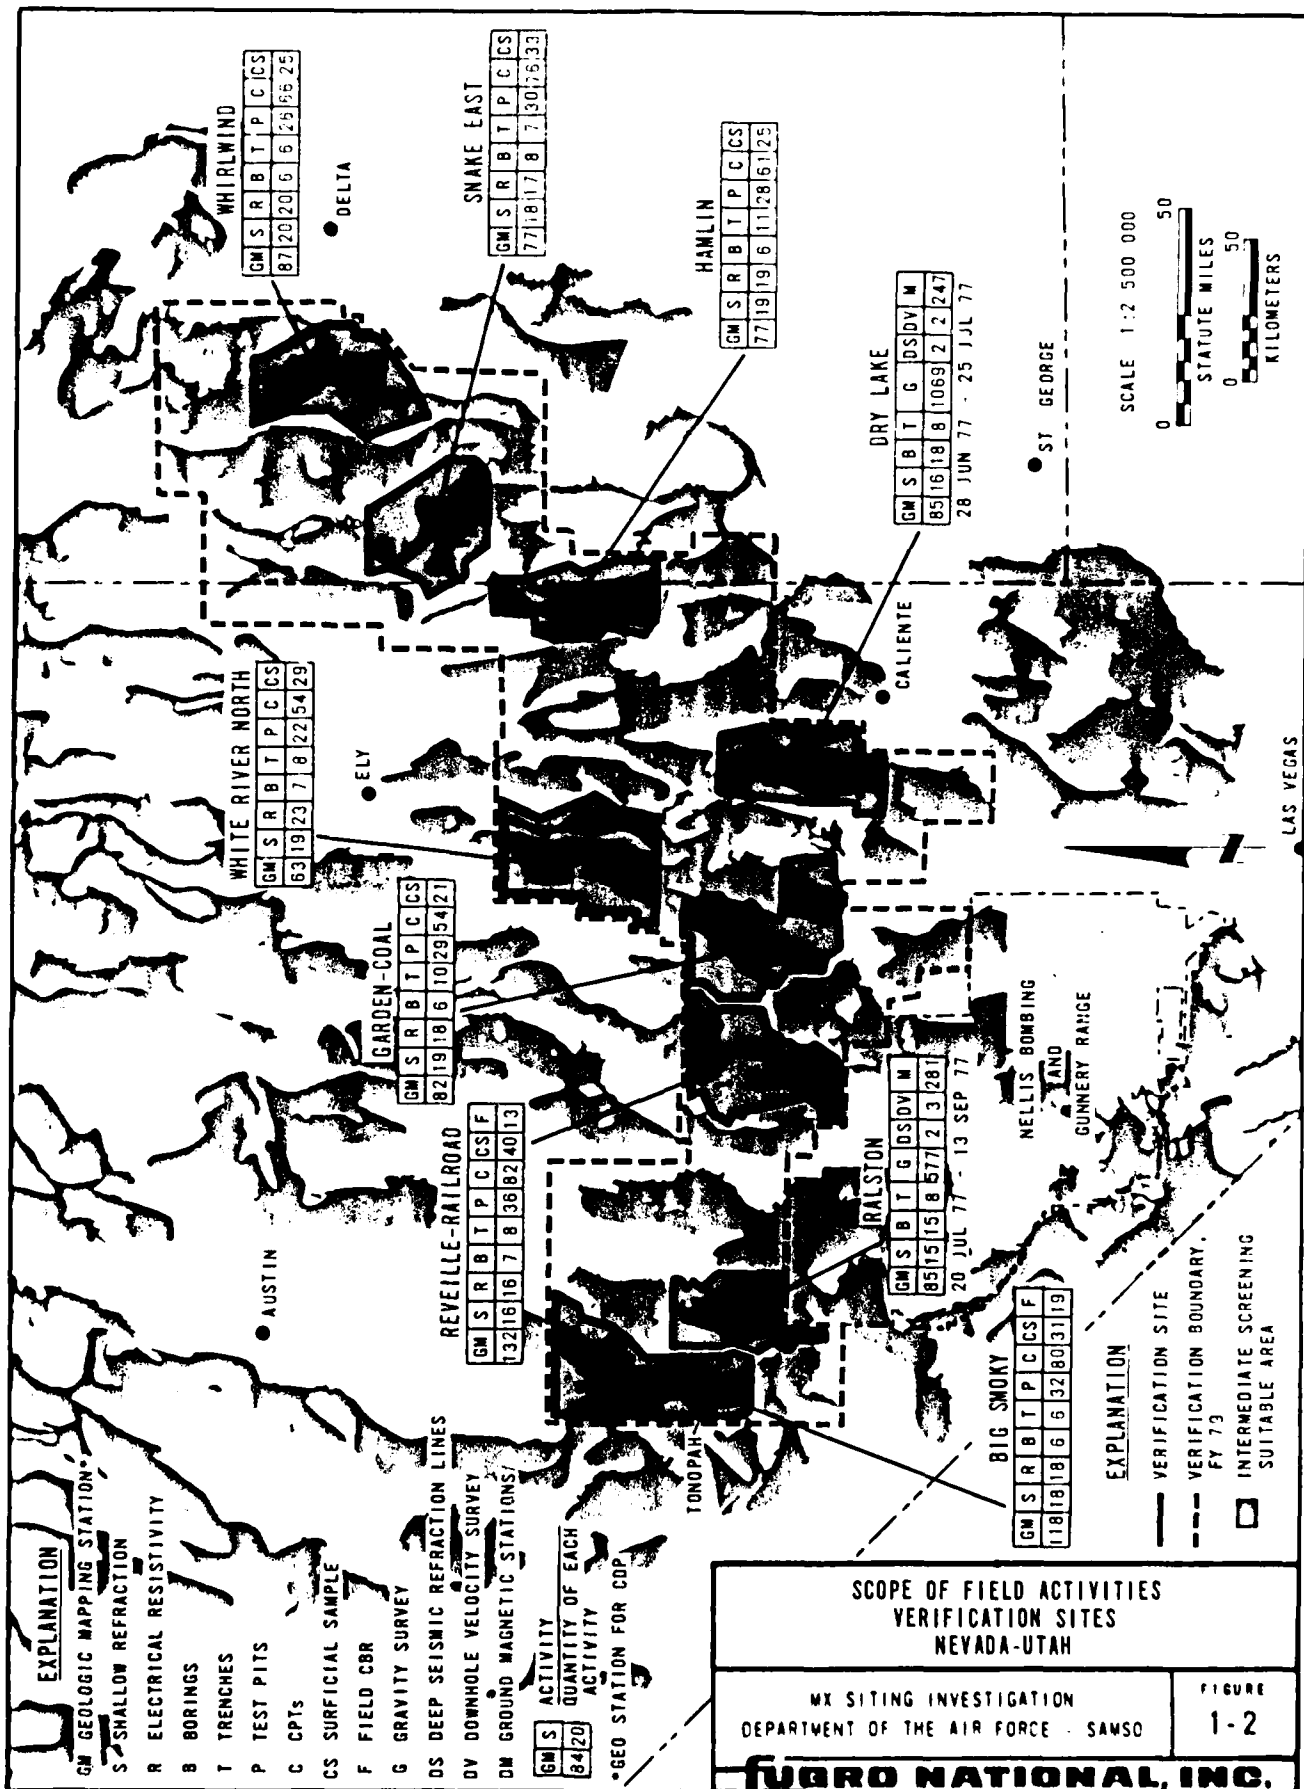 EXPLANATION
GM GEOLOGIC MAPPING STATION*
S SHALLOW REFRACTION
R ELECTRICAL RESISTIVITY
B BORINGS
T TRENCHES
P TEST PITS
C CPTs
CS SURFICIAL SAMPLE
F FIELD CBR
G GRAVITY SURVEY
DS DEEP SEISMIC REFRACTION LINES
DV DOWNHOLE VELOCITY SURVEY
DM GROUND MAGNETIC STATIONS
GM S ACTIVITY
84 20 QUANTITY OF EACH
ACTIVITY
*GEO STATION FOR CDP
WHIRLWIND
GM S R B T P C CS
87 20 20 6 6 26 66 25
DELTA
SNAKE EAST
GM S R B T P C CS
77 18 17 8 7 30 76 33
HAMLIN
GM S R B T P C CS
77 19 19 6 11 28 61 25
DRY LAKE
GM S B T G DS DV M
85 16 18 8 1069 2 2 247
28 JUN 77 - 25 JUL 77
ST GEORGE
WHITE RIVER NORTH
GM S R B T P C CS
63 19 23 7 8 22 54 29
ELY
GARDEN-COAL
GM S R B T P C CS
82 19 18 6 10 29 54 21
REVEILLE-RAILROAD
GM S R B T P C CS F
132 16 16 7 8 36 82 40 13
AUSTIN
RALSTON
GM S B T G DS DV M
85 15 15 8 577 2 3 281
20 JUL 77 - 13 SEP 77
BIG SMOKY
GM S R B T P C CS F
118 18 18 6 6 32 80 31 19
TONOPAH
CALIENTE
LAS VEGAS
NELLIS BOMBING
AND
GUNNERY RANGE
SCALE 1:2 500 000
0 50
STATUTE MILES
0 50
KILOMETERS
EXPLANATION
VERIFICATION SITE
VERIFICATION BOUNDARY,
FY 73
INTERMEDIATE SCREENING
SUITABLE AREA
SCOPE OF FIELD ACTIVITIES
VERIFICATION SITES
NEVADA-UTAH
MX SITING INVESTIGATION
DEPARTMENT OF THE AIR FORCE - SAMSO
FIGURE
1-2
FUGRO NATIONAL, INC.